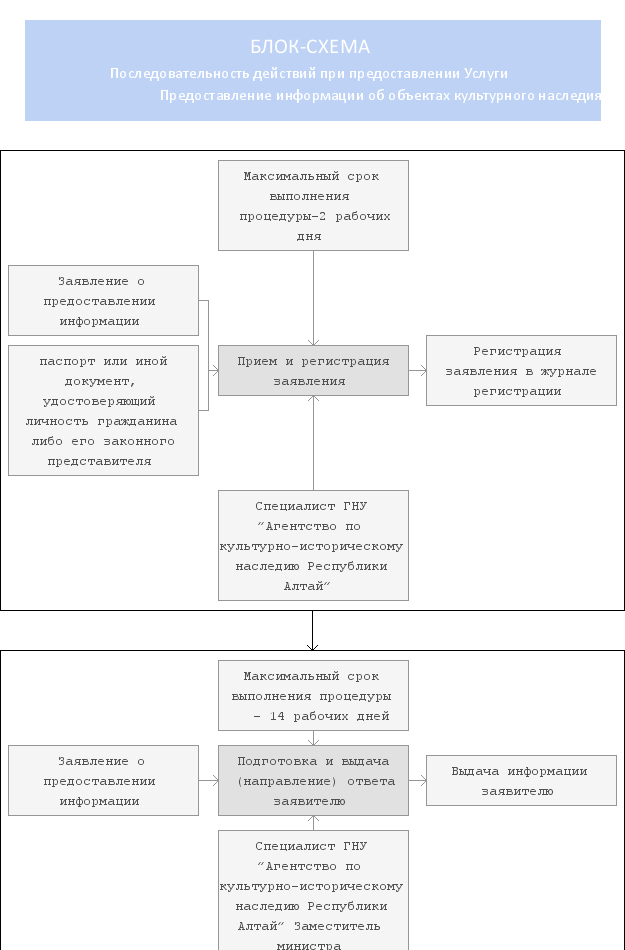 БЛОК-СХЕМА
Последовательность действий при предоставлении Услуги
Предоставление информации об объектах культурного наследия
Максимальный срок
выполнения
процедуры-2 рабочих
дня
Заявление о
предоставлении
информации
паспорт или иной
документ,
удостоверяющий
личность гражданина
либо его законного
представителя
Прием и регистрация
заявления
Регистрация
заявления в журнале
регистрации
Специалист ГНУ
"Агентство по
культурно-историческому
наследию Республики
Алтай"
Максимальный срок
выполнения процедуры
- 14 рабочих дней
Заявление о
предоставлении
информации
Подготовка и выдача
(направление) ответа
заявителю
Выдача информации
заявителю
Специалист ГНУ
"Агентство по
культурно-историческому
наследию Республики
Алтай" Заместитель
министра